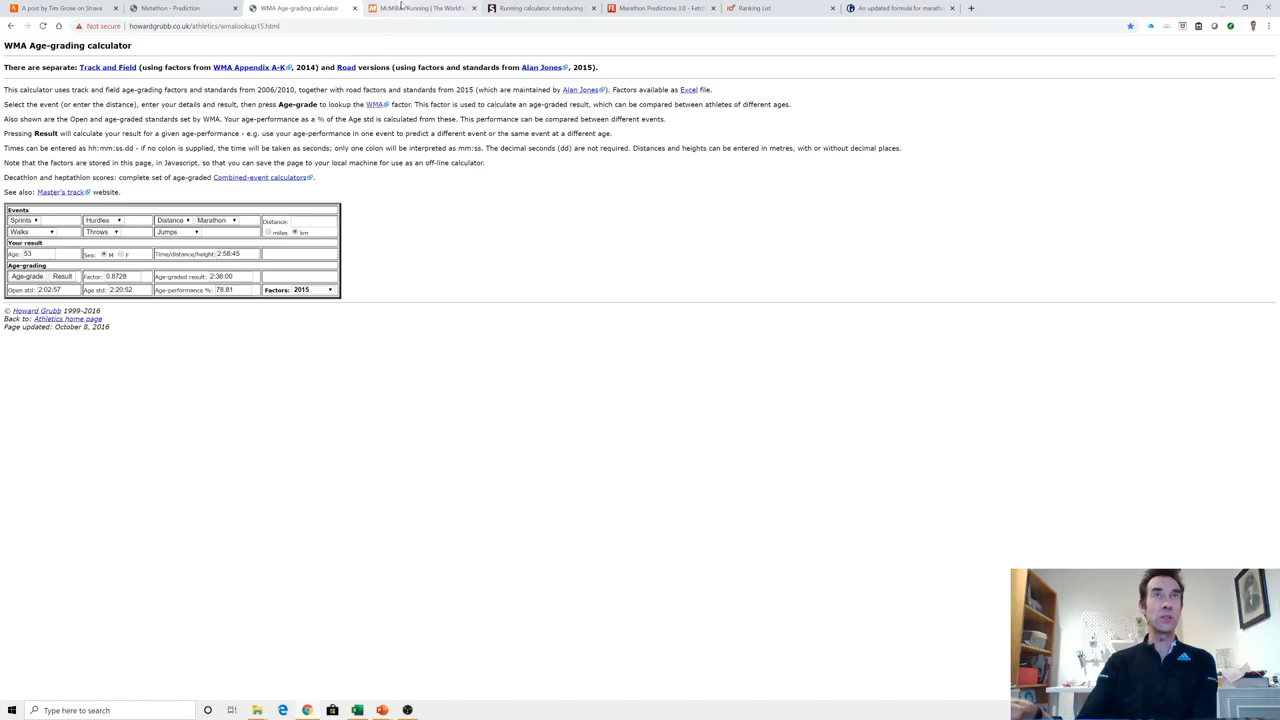 A post by Tim Grose on Strava
Metathon - Prediction
WMA Age-grading calculator
McMillan Running | The World's
Running calculator: Introducing
Marathon Predictions 3.0 - Fetch
Ranking List
An updated formula for marath
Not secure | howardgrubb.co.uk/athletics/wmalookup15.html
WMA Age-grading calculator
There are separate: Track and Field (using factors from WMA Appendix A-K, 2014) and Road versions (using factors and standards from Alan Jones, 2015).
This calculator uses track and field age-grading factors and standards from 2006/2010, together with road factors and standards from 2015 (which are maintained by Alan Jones). Factors available as Excel file.
Select the event (or enter the distance), enter your details and result, then press Age-grade to lookup the WMA factor. This factor is used to calculate an age-graded result, which can be compared between athletes of different ages.
Also shown are the Open and age-graded standards set by WMA. Your age-performance as a % of the Age std is calculated from these. This performance can be compared between different events.
Pressing Result will calculate your result for a given age-performance - e.g. use your age-performance in one event to predict a different event or the same event at a different age.
Times can be entered as hh:mm:ss.dd - if no colon is supplied, the time will be taken as seconds; only one colon will be interpreted as mm:ss. The decimal seconds (dd) are not required. Distances and heights can be entered in metres, with or without decimal places.
Note that the factors are stored in this page, in Javascript, so that you can save the page to your local machine for use as an off-line calculator.
Decathlon and heptathlon scores: complete set of age-graded Combined-event calculators.
See also: Master's track website.
Events
Sprints Hurdles Distance Marathon Distance:
Walks Throws Jumps miles km
Your result
Age: 53 Sex: M F Time/distance/height: 2:58:45
Age-grading
Age-grade Result Factor: 0.8728 Age-graded result: 2:36:00
Open std: 2:02:57 Age std: 2:20:52 Age-performance %: 78.81 Factors: 2015
© Howard Grubb 1999-2016
Back to: Athletics home page
Page updated: October 8, 2016
Type here to search